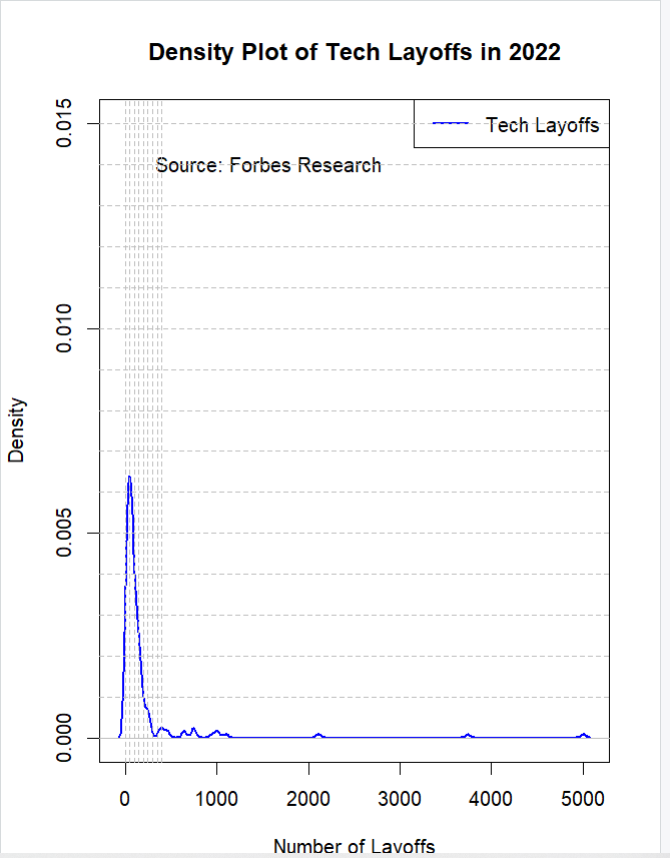 Density Plot of Tech Layoffs in 2022
Tech Layoffs
Source: Forbes Research
Density
0.015
0.010
0.005
0.000
0 1000 2000 3000 4000 5000
Number of Layoffs